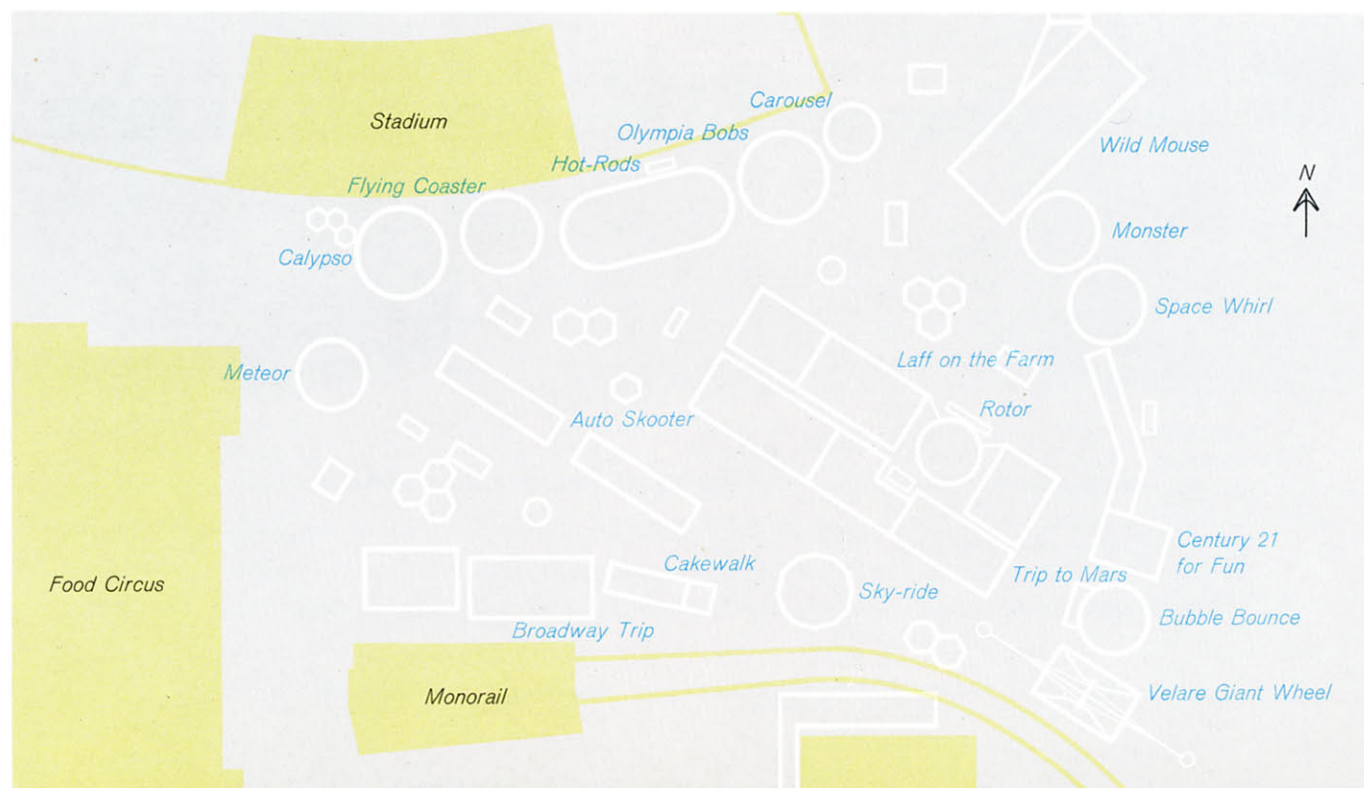 Stadium
Carousel
Olympia Bobs
Hot-Rods
Flying Coaster
Calypso
Wild Mouse
N
Monster
Space Whirl
Meteor
Laff on the Farm
Rotor
Auto Skooter
Century 21
for Fun
Cakewalk
Trip to Mars
Food Circus
Sky-ride
Bubble Bounce
Broadway Trip
Monorail
Velare Giant Wheel